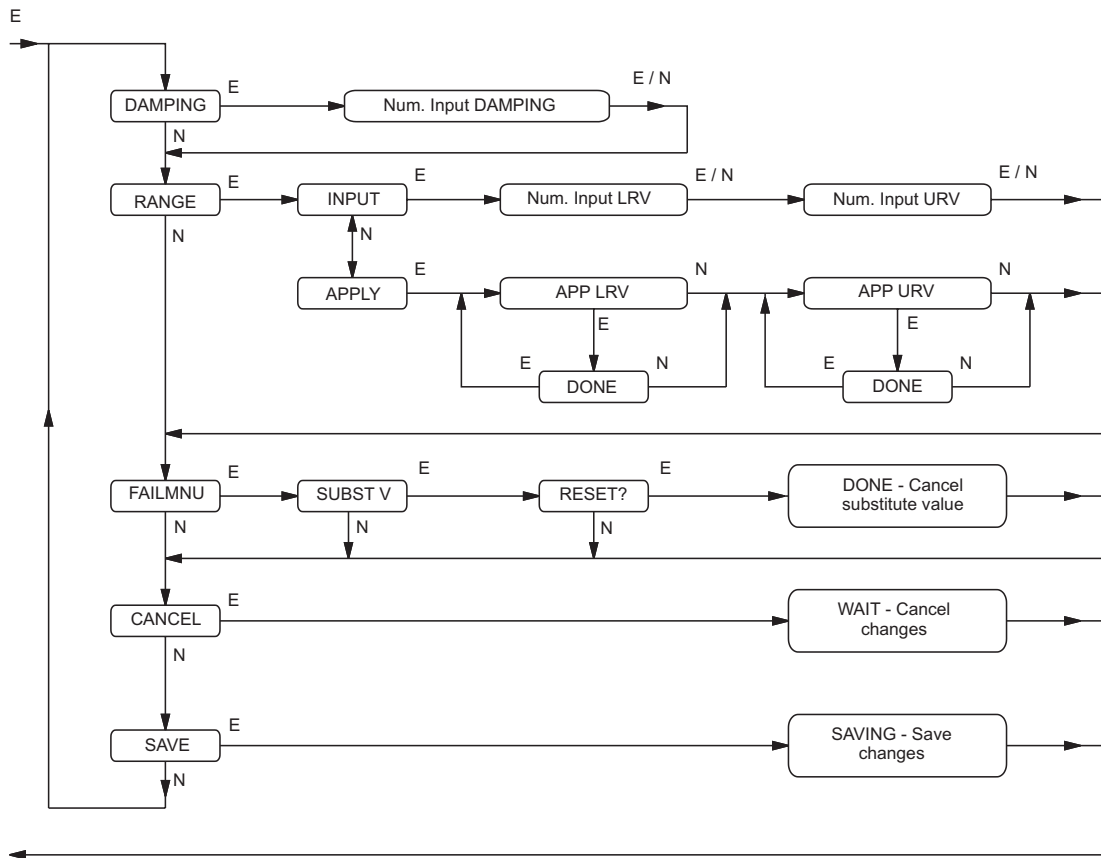 E
DAMPING
E
Num. Input DAMPING
E / N
N
RANGE
E
INPUT
E
Num. Input LRV
E / N
Num. Input URV
E / N
N
N
APPLY
E
APP LRV
N
APP URV
N
E
E
E
DONE
N
E
DONE
N
FAILMNU
E
SUBST V
E
RESET?
E
DONE - Cancel
substitute value
N
N
N
CANCEL
E
WAIT - Cancel
changes
N
SAVE
E
SAVING - Save
changes
N